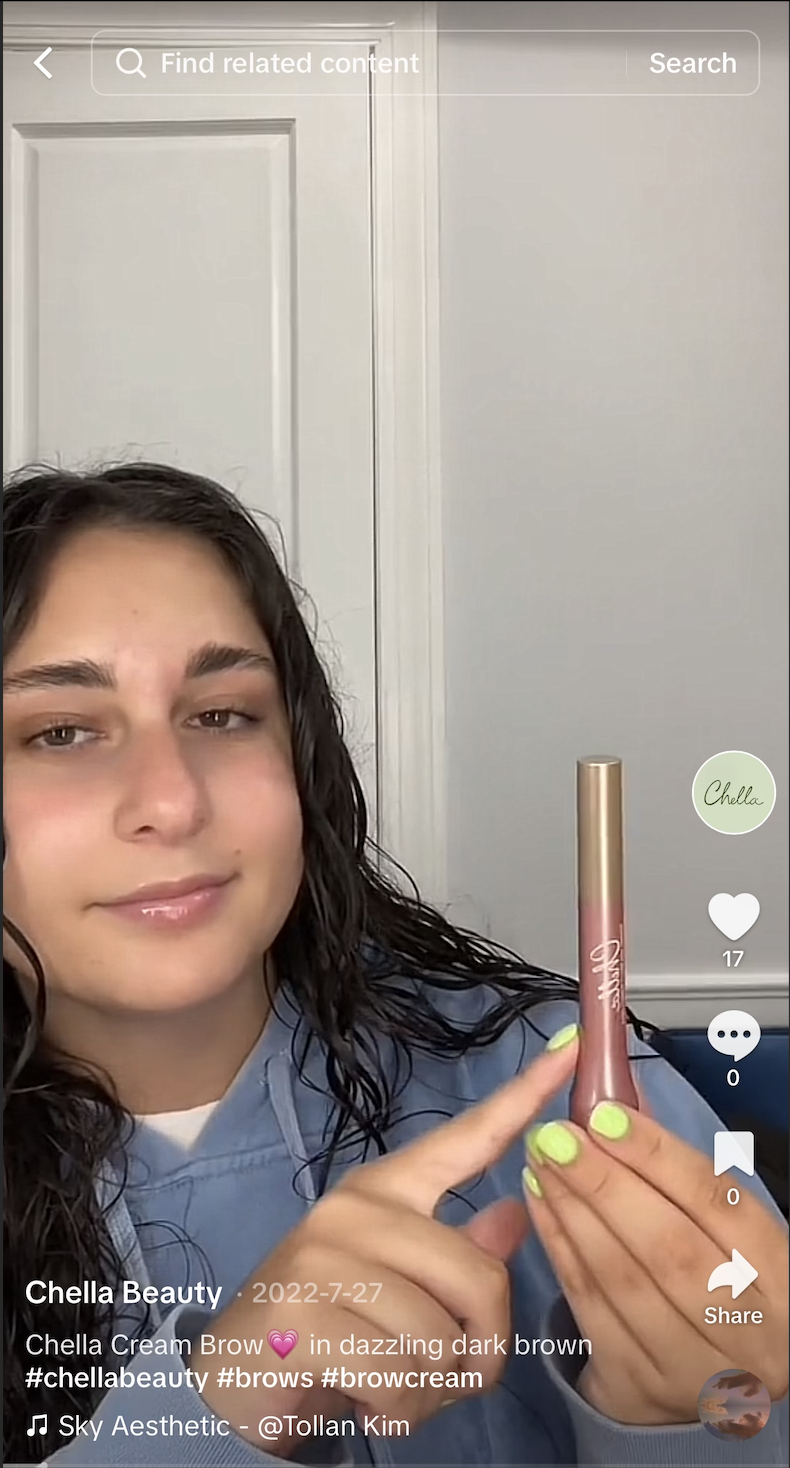 Find related content
Search
Chella
Chella
17
0
0
Share
Chella Beauty · 2022-7-27
Chella Cream Brow💗 in dazzling dark brown
#chellabeauty #brows #browcream
Sky Aesthetic - @Tollan Kim